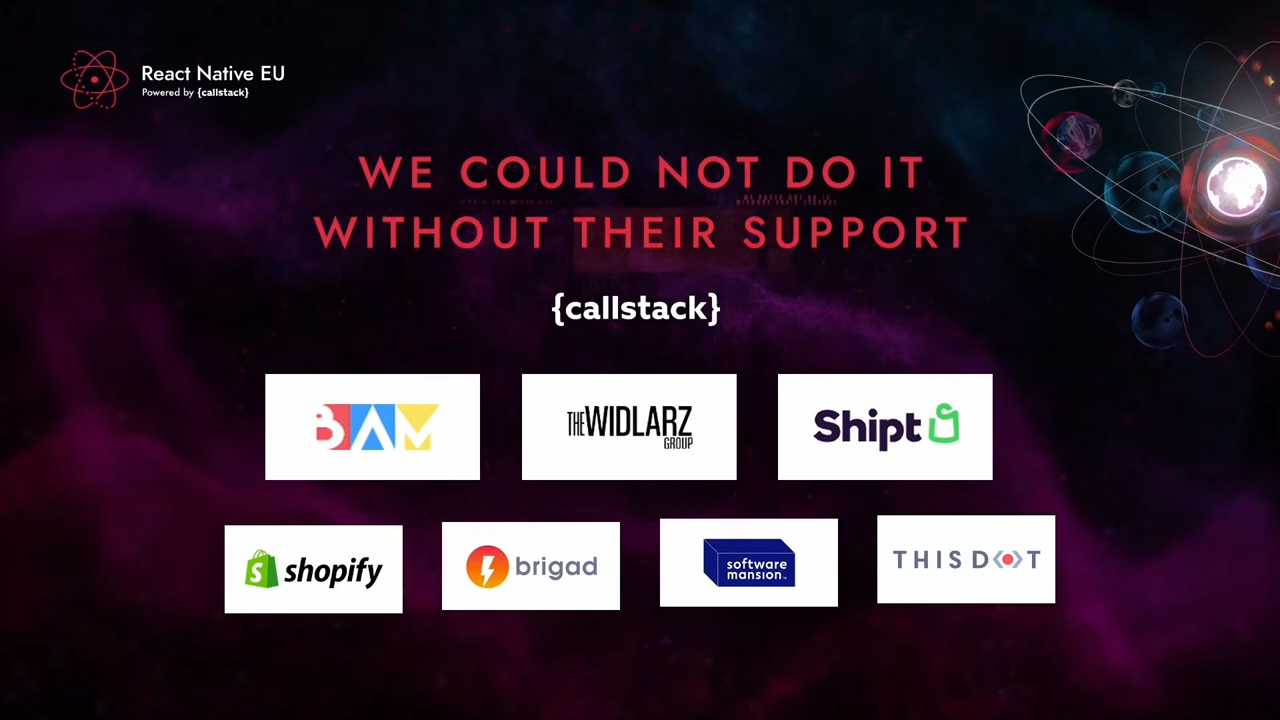 React Native EU
Powered by {callstack}
WE COULD NOT DO IT
WITHOUT THEIR SUPPORT
{callstack}
BAM
THE WIDLARZ
GROUP
Shipt
shopify
brigad
software
mansion™
THIS DOT